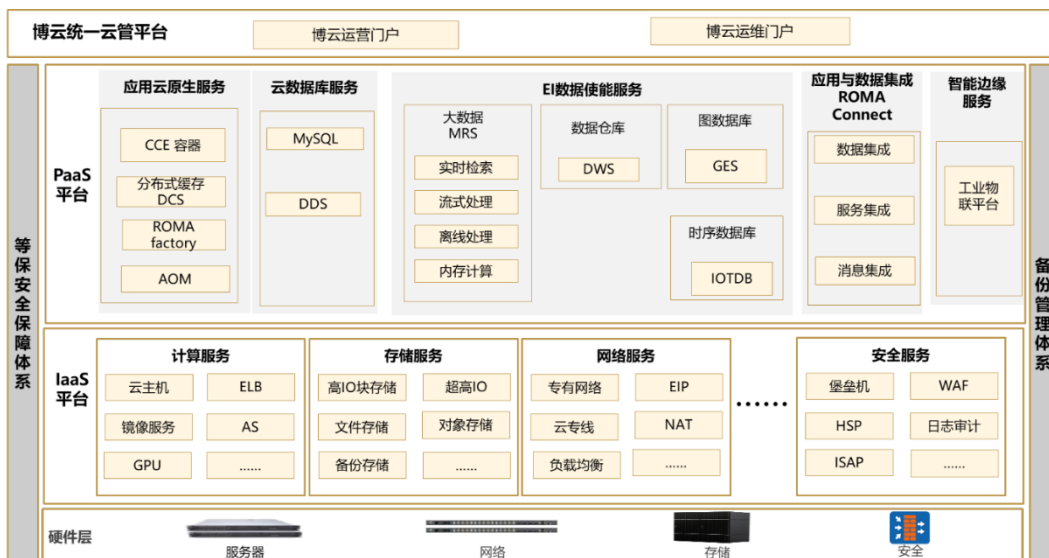 博云统一云管平台
博云运营门户
博云运维门户
等保安全保障体系
PaaS
平台
应用云原生服务
CCE 容器
分布式缓存
DCS
ROMA
factory
AOM
云数据库服务
MySQL
DDS
EI数据使能服务
大数据
MRS
实时检索
流式处理
离线处理
内存计算
数据仓库
DWS
图数据库
GES
时序数据库
IOTDB
应用与数据集成
ROMA
Connect
数据集成
服务集成
消息集成
智能边缘
服务
工业物
联平台
备份管理体系
IaaS
平台
计算服务
云主机
ELB
镜像服务
AS
GPU
......
存储服务
高IO块存储
超高IO
文件存储
对象存储
备份存储
......
网络服务
专有网络
EIP
云专线
NAT
负载均衡
......
......
安全服务
堡垒机
WAF
HSP
日志审计
ISAP
......
硬件层
服务器
网络
存储
安全